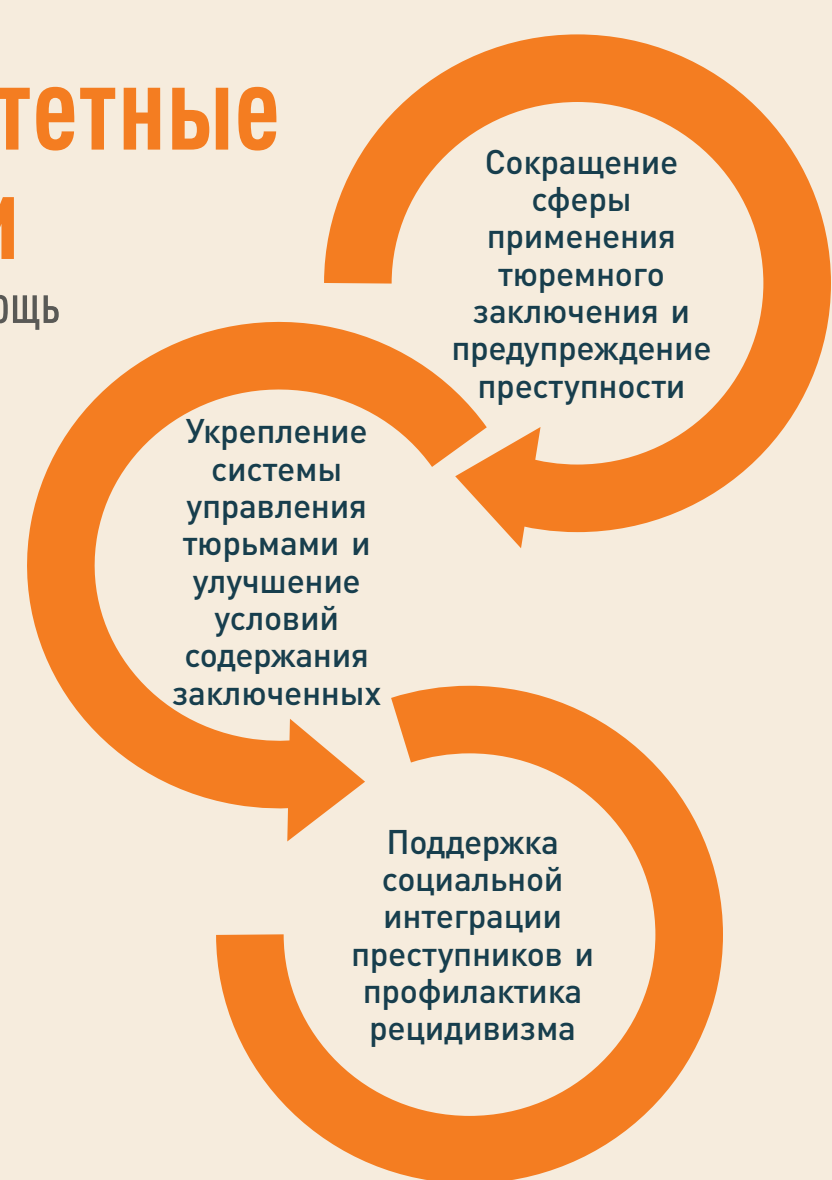 тетные
и
ощь
Сокращение
сферы
применения
тюремного
заключения и
предупреждение
преступности
Укрепление
системы
управления
тюрьмами и
улучшение
условий
содержания
заключенных
Поддержка
социальной
интеграции
преступников и
профилактика
рецидивизма